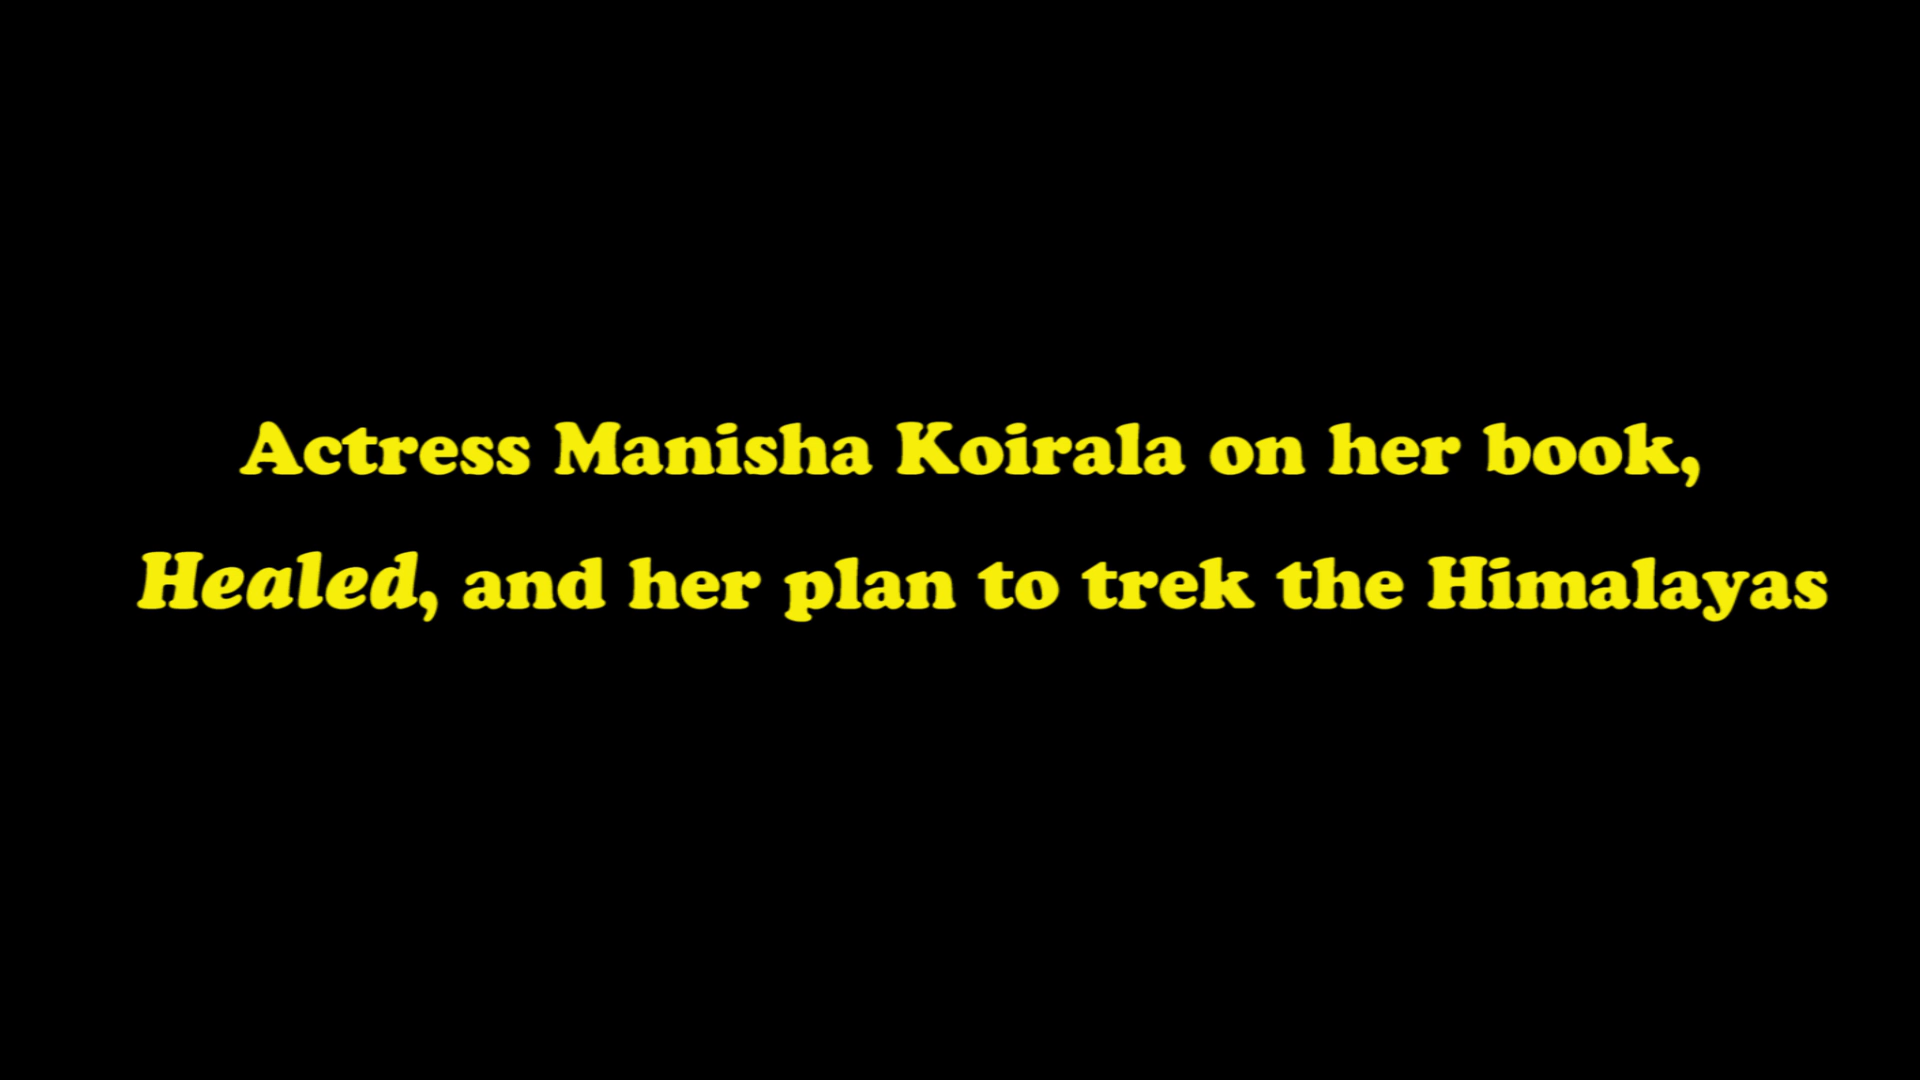 Actress Manisha Koirala on her book,
Healed, and her plan to trek the Himalayas